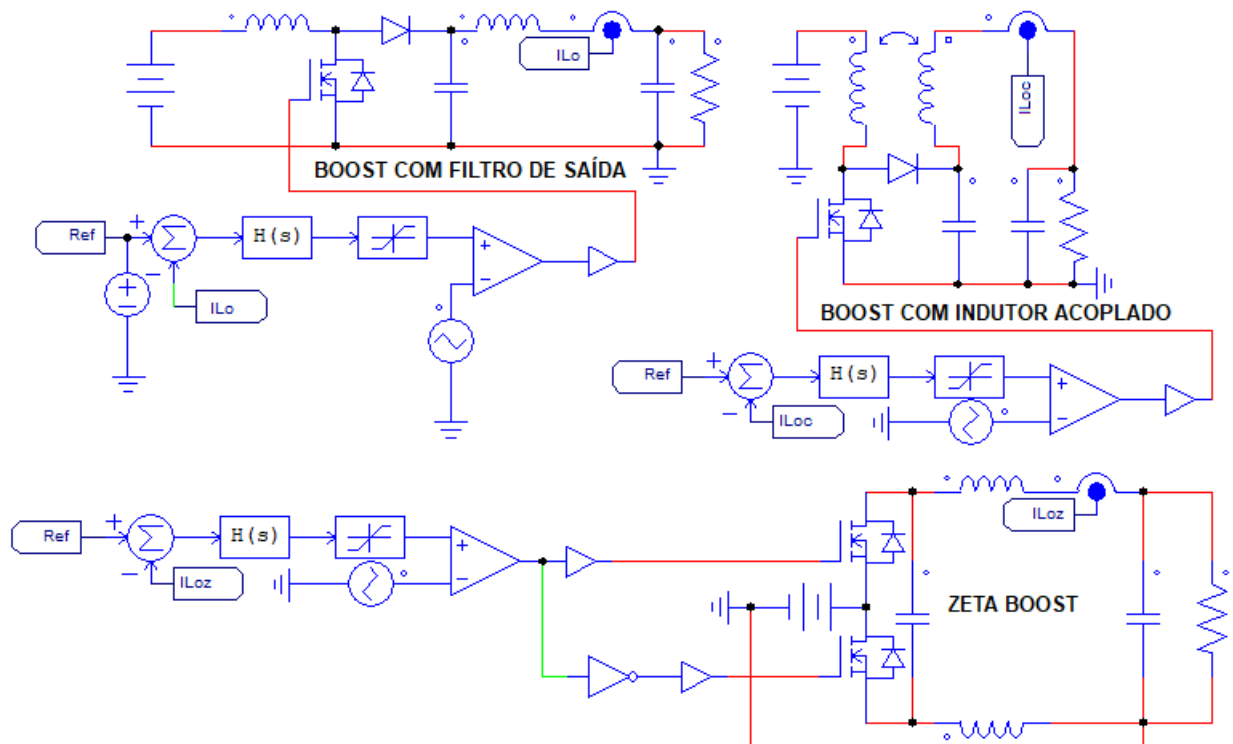 ILo
ILoc
BOOST COM FILTRO DE SAÍDA
Ref
H(s)
ILo
BOOST COM INDUTOR ACOPLADO
Ref
H(s)
ILoc
Ref
H(s)
ILoz
ILoz
ZETA BOOST